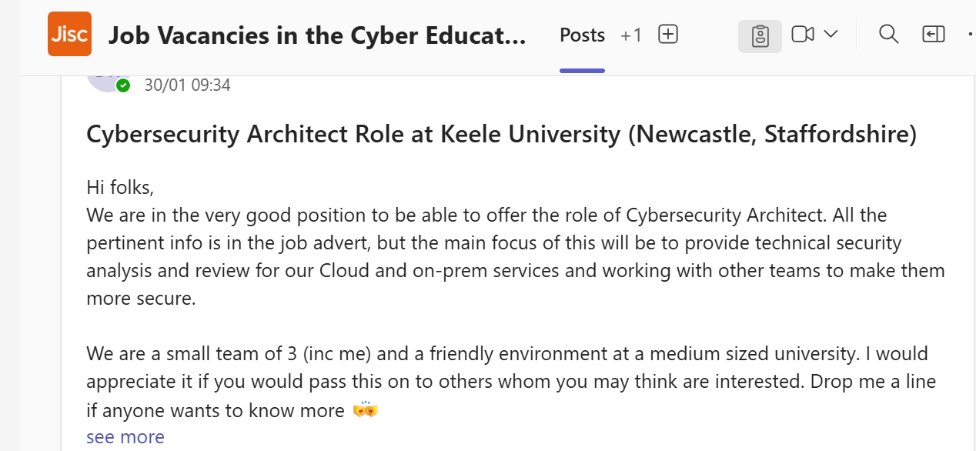 Jisc
Job Vacancies in the Cyber Educat...
Posts +1
30/01 09:34
Cybersecurity Architect Role at Keele University (Newcastle, Staffordshire)
Hi folks,
We are in the very good position to be able to offer the role of Cybersecurity Architect. All the
pertinent info is in the job advert, but the main focus of this will be to provide technical security
analysis and review for our Cloud and on-prem services and working with other teams to make them
more secure.
We are a small team of 3 (inc me) and a friendly environment at a medium sized university. I would
appreciate it if you would pass this on to others whom you may think are interested. Drop me a line
if anyone wants to know more
see more